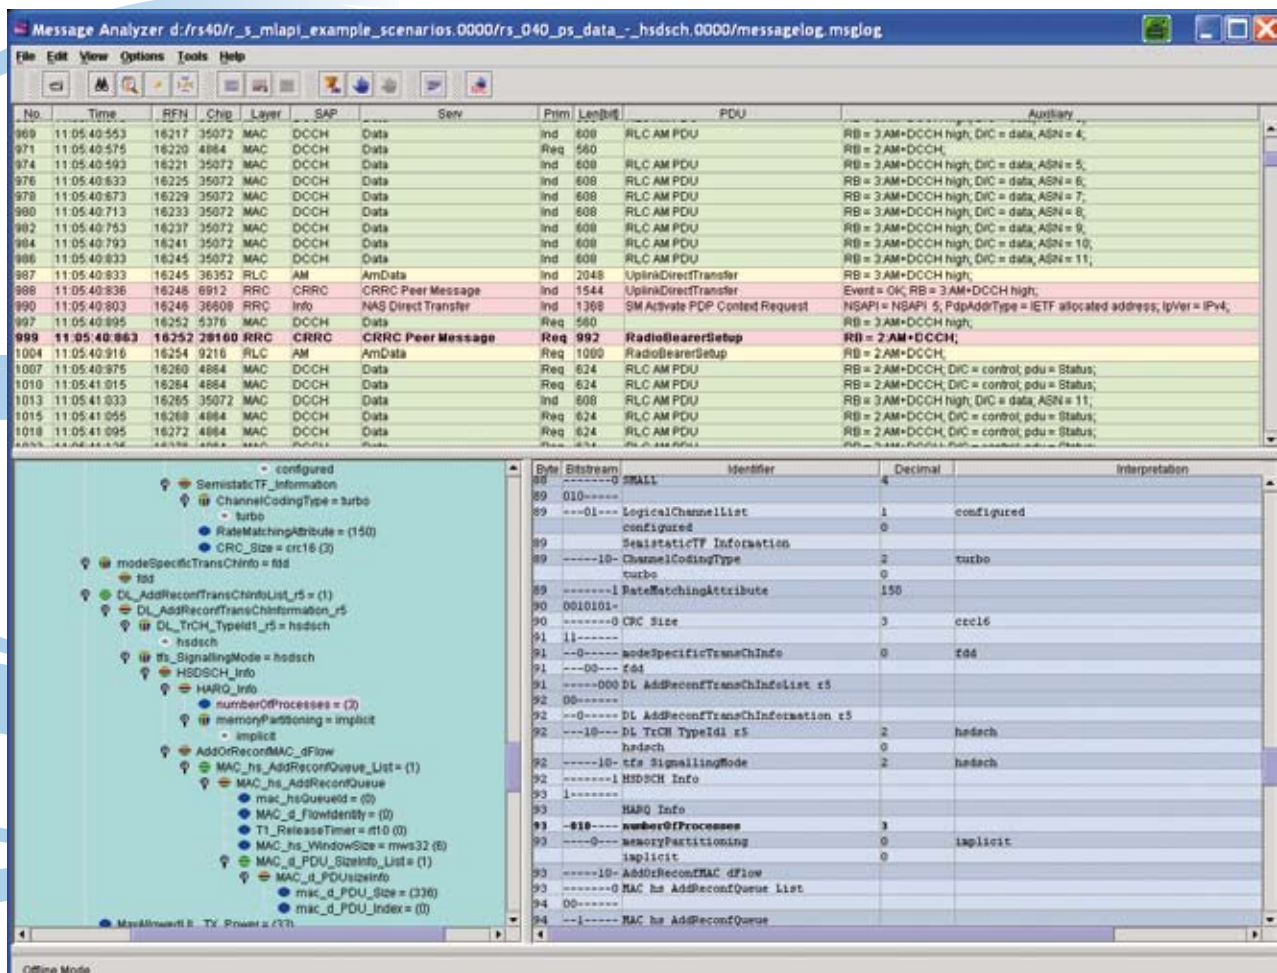 Message Analyzer d:/rs40/r_s_mlapi_example_scenarios.0000/rs_040_ps_data_-_hsdsch.0000/messagelog.msglog
File Edit View Options Tools Help
No. Time RFN Chip Layer SAP Serv Prim Len[bit] PDU Auxiliary
969 11:05:40:553 16217 35072 MAC DCCH Data Ind 608 RLC AM PDU RB = 3:AM+DCCH high; D/C = data; ASN = 4;
971 11:05:40:575 16220 4864 MAC DCCH Data Req 560 RB = 2:AM+DCCH;
974 11:05:40:593 16221 35072 MAC DCCH Data Ind 608 RLC AM PDU RB = 3:AM+DCCH high; D/C = data; ASN = 5;
976 11:05:40:633 16225 35072 MAC DCCH Data Ind 608 RLC AM PDU RB = 3:AM+DCCH high; D/C = data; ASN = 6;
978 11:05:40:673 16229 35072 MAC DCCH Data Ind 608 RLC AM PDU RB = 3:AM+DCCH high; D/C = data; ASN = 7;
980 11:05:40:713 16233 35072 MAC DCCH Data Ind 608 RLC AM PDU RB = 3:AM+DCCH high; D/C = data; ASN = 8;
982 11:05:40:753 16237 35072 MAC DCCH Data Ind 608 RLC AM PDU RB = 3:AM+DCCH high; D/C = data; ASN = 9;
984 11:05:40:793 16241 35072 MAC DCCH Data Ind 608 RLC AM PDU RB = 3:AM+DCCH high; D/C = data; ASN = 10;
986 11:05:40:833 16245 35072 MAC DCCH Data Ind 608 RLC AM PDU RB = 3:AM+DCCH high; D/C = data; ASN = 11;
987 11:05:40:833 16245 36352 RLC AM AmData Ind 2048 UplinkDirectTransfer RB = 3:AM+DCCH high;
988 11:05:40:836 16246 6912 RRC CRRC CRRC Peer Message Ind 1544 UplinkDirectTransfer Event = OK; RB = 3:AM+DCCH high;
990 11:05:40:803 16246 36608 RRC Info NAS Direct Transfer Ind 1368 SM Activate PDP Context Request NSAPI = NSAPI 5; PdpAddrType = IETF allocated address; IpVer = IPv4;
997 11:05:40:895 16252 5376 MAC DCCH Data Req 560 RB = 3:AM+DCCH high;
999 11:05:40:863 16252 28160 RRC CRRC CRRC Peer Message Req 992 RadioBearerSetup RB = 2:AM+DCCH;
1004 11:05:40:916 16254 9216 RLC AM AmData Req 1080 RadioBearerSetup RB = 2:AM+DCCH;
1007 11:05:40:975 16260 4864 MAC DCCH Data Req 624 RLC AM PDU RB = 2:AM+DCCH; D/C = control; pdu = Status;
1010 11:05:41:015 16264 4864 MAC DCCH Data Req 624 RLC AM PDU RB = 2:AM+DCCH; D/C = control; pdu = Status;
1013 11:05:41:033 16265 35072 MAC DCCH Data Ind 608 RLC AM PDU RB = 3:AM+DCCH high; D/C = data; ASN = 11;
1015 11:05:41:055 16268 4864 MAC DCCH Data Req 624 RLC AM PDU RB = 2:AM+DCCH; D/C = control; pdu = Status;
1018 11:05:41:095 16272 4864 MAC DCCH Data Req 624 RLC AM PDU RB = 2:AM+DCCH; D/C = control; pdu = Status;
configured
SemistaticTF_Information
ChannelCodingType = turbo
turbo
RateMatchingAttribute = (150)
CRC_Size = crc16 (3)
modeSpecificTransChInfo = fdd
fdd
DL_AddReconfTransChInfoList_r5 = (1)
DL_AddReconfTransChInformation_r5
DL_TrCH_TypeId1_r5 = hsdsch
hsdsch
tfs_SignallingMode = hsdsch
HSDSCH_Info
HARQ_Info
numberOfProcesses = (3)
memoryPartitioning = implicit
implicit
AddOrReconfMAC_dFlow
MAC_hs_AddReconfQueue_List = (1)
MAC_hs_AddReconfQueue
mac_hsQueueId = (0)
MAC_d_FlowIdentity = (0)
T1_ReleaseTimer = rt10 (0)
MAC_hs_WindowSize = mws32 (6)
MAC_d_PDU_SizeInfo_List = (1)
MAC_d_PDUsizeInfo
mac_d_PDU_Size = (336)
mac_d_PDU_Index = (0)
MaxAllowedUL_TX_Power = (33)
Byte Bitstream Identifier Decimal Interpretation
88 -------0 SMALL 4
89 010-----
89 ---01--- LogicalChannelList 1 configured
configured 0
89 SemistaticTF Information
89 -----10- ChannelCodingType 2 turbo
turbo 0
89 -------1 RateMatchingAttribute 150
90 0010101-
90 -------0 CRC Size 3 crc16
91 11------
91 --0----- modeSpecificTransChInfo 0 fdd
91 ---00--- fdd
91 -----000 DL AddReconfTransChInfoList r5
92 00------
92 --0----- DL AddReconfTransChInformation r5
92 ---10--- DL TrCH TypeId1 r5 2 hsdsch
hsdsch 0
92 -----10- tfs SignallingMode 2 hsdsch
92 -------1 HSDSCH Info
93 1-------
93 HARQ Info
93 -010---- numberOfProcesses 3
93 ----0--- memoryPartitioning 0 implicit
implicit 0
93 -----10- AddOrReconfMAC dFlow
93 -------0 MAC hs AddReconfQueue List
94 00------
94 --1----- MAC hs AddReconfQueue
Offline Mode